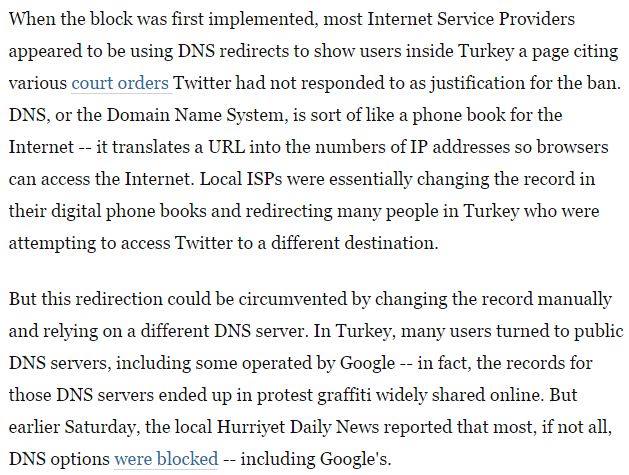 When the block was first implemented, most Internet Service Providers
appeared to be using DNS redirects to show users inside Turkey a page citing
various court orders Twitter had not responded to as justification for the ban.
DNS, or the Domain Name System, is sort of like a phone book for the
Internet -- it translates a URL into the numbers of IP addresses so browsers
can access the Internet. Local ISPs were essentially changing the record in
their digital phone books and redirecting many people in Turkey who were
attempting to access Twitter to a different destination.
But this redirection could be circumvented by changing the record manually
and relying on a different DNS server. In Turkey, many users turned to public
DNS servers, including some operated by Google -- in fact, the records for
those DNS servers ended up in protest graffiti widely shared online. But
earlier Saturday, the local Hurriyet Daily News reported that most, if not all,
DNS options were blocked -- including Google's.